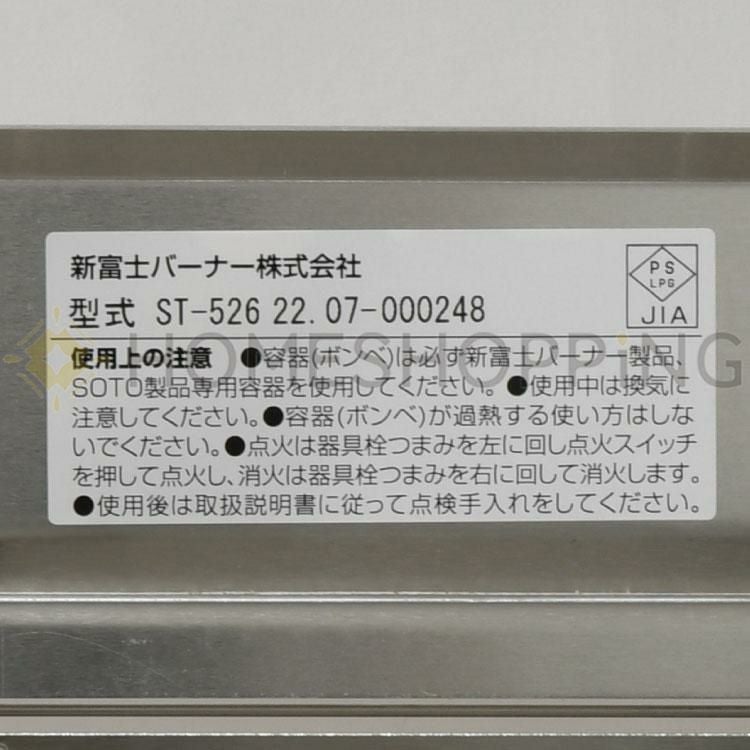 新富士バーナー株式会社
型式 ST-526 22.07-000248
PS
LPG
JIA
HOMESHOPPiNG
使用上の注意 ●容器(ボンベ)は必ず新富士バーナー製品、
SOTO製品専用容器を使用してください。●使用中は換気に
注意してください。●容器(ボンベ)が過熱する使い方はしな
いでください。●点火は器具栓つまみを左に回し点火スイッチ
を押して点火し、消火は器具栓つまみを右に回して消火します。
●使用後は取扱説明書に従って点検手入れをしてください。